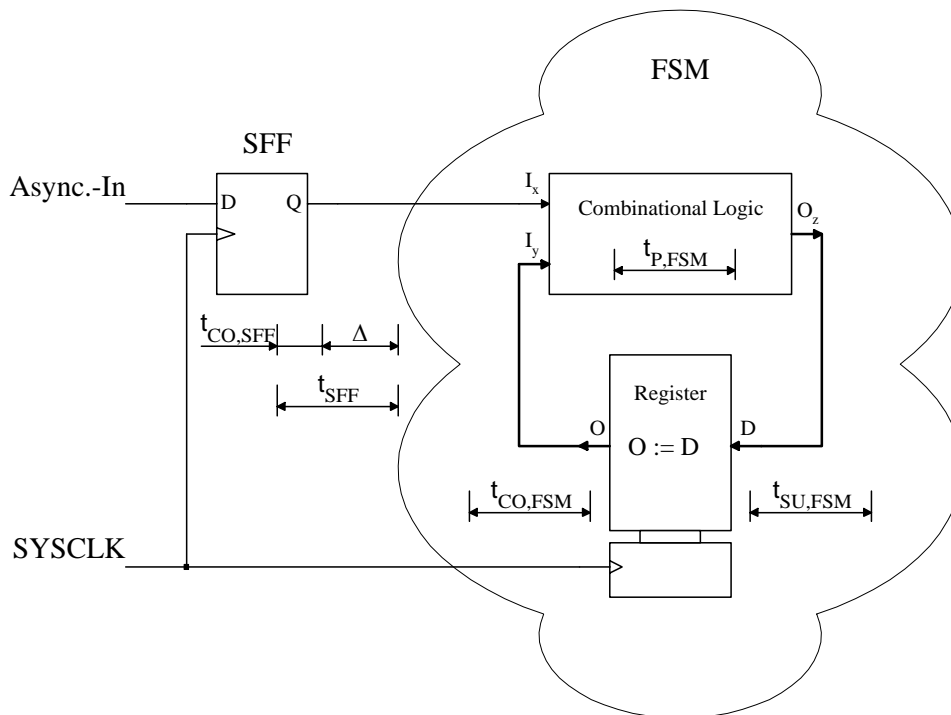 FSM
SFF
Async.-In
D Q
I_x
Combinational Logic
O_z
I_y
t_P,FSM
t_CO,SFF
Δ
t_SFF
Register
O
D
O := D
t_CO,FSM
t_SU,FSM
SYSCLK